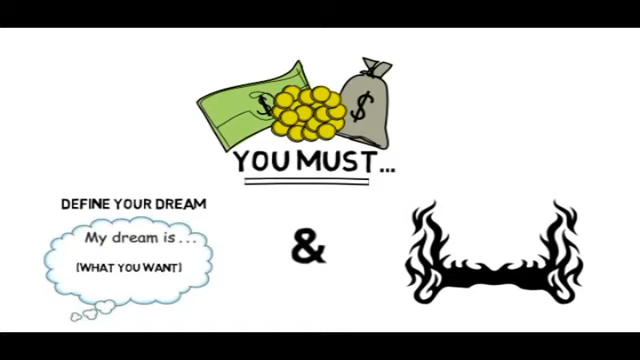 $ $
YOU MUST...
DEFINE YOUR DREAM
My dream is ...
(WHAT YOU WANT)
&